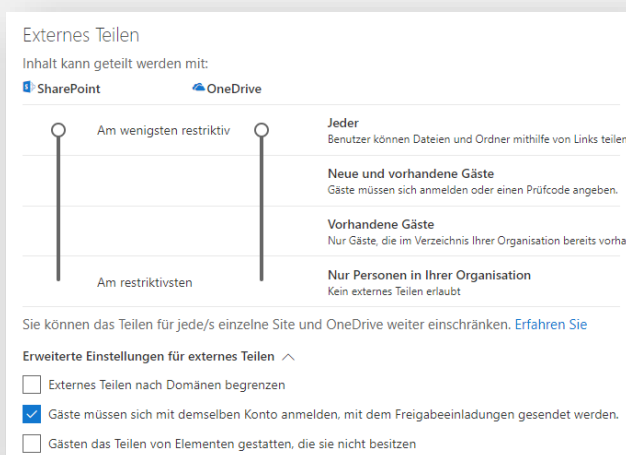 Externes Teilen
Inhalt kann geteilt werden mit:
SharePoint OneDrive
Am wenigsten restriktiv
Jeder
Benutzer können Dateien und Ordner mithilfe von Links teilen
Neue und vorhandene Gäste
Gäste müssen sich anmelden oder einen Prüfcode angeben.
Vorhandene Gäste
Nur Gäste, die im Verzeichnis Ihrer Organisation bereits
Am restriktivsten
Nur Personen in Ihrer Organisation
Kein externes Teilen erlaubt
Sie können das Teilen für jede/s einzelne Site und OneDrive weiter einschränken. Erfahren Sie
Erweiterte Einstellungen für externes Teilen
Externes Teilen nach Domänen begrenzen
Gäste müssen sich mit demselben Konto anmelden, mit dem Freigabeeinladungen gesendet werden.
Gästen das Teilen von Elementen gestatten, die sie nicht besitzen